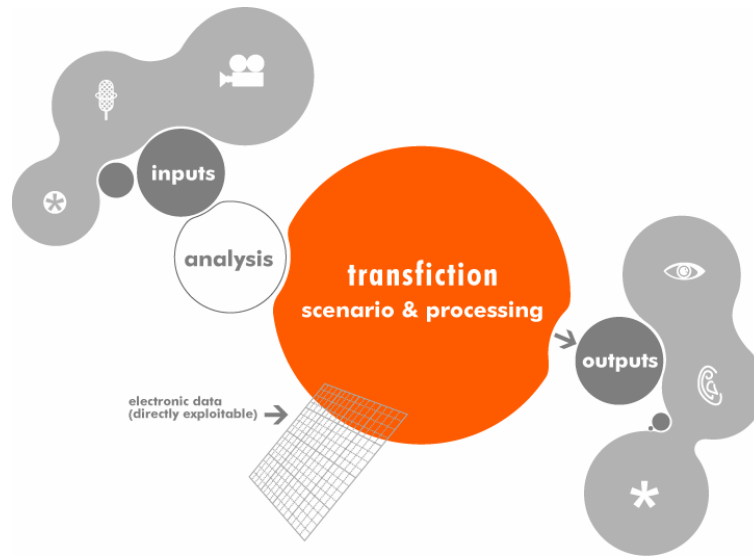 inputs
analysis
transfiction
scenario & processing
outputs
electronic data
(directly exploitable)
*
*